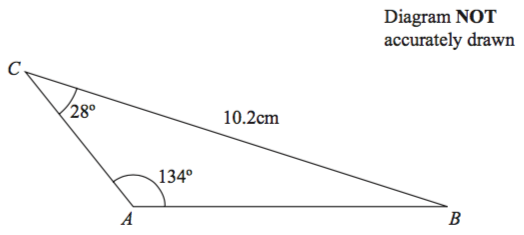 Diagram NOT
accurately drawn
C
28°
10.2cm
134°
A
B